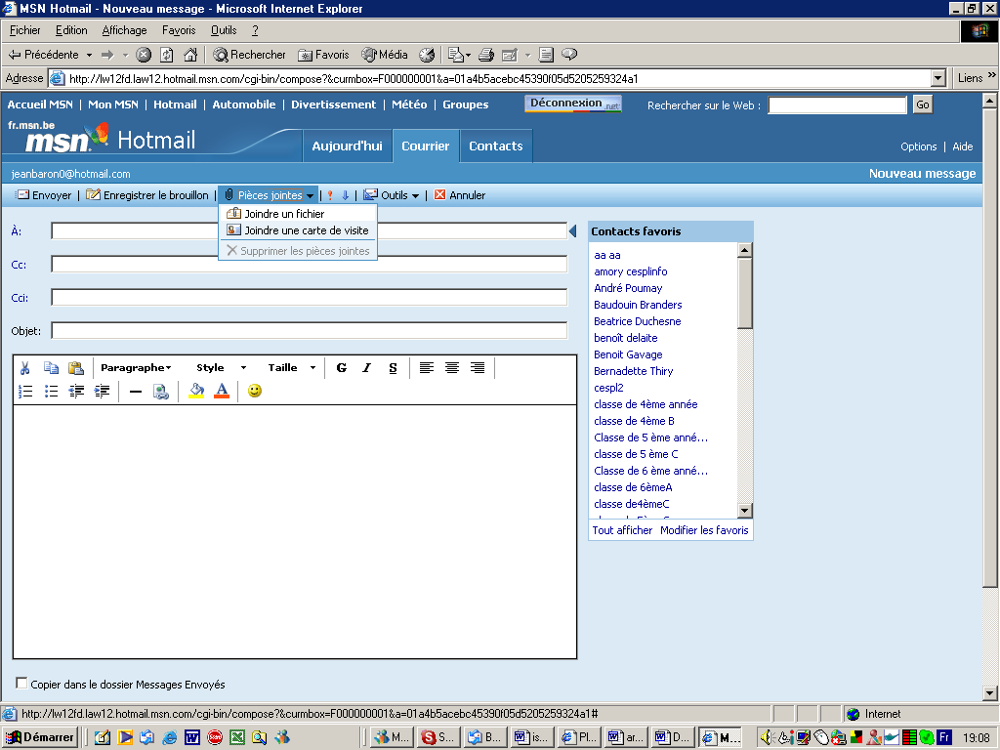 MSN Hotmail - Nouveau message - Microsoft Internet Explorer
Fichier Edition Affichage Favoris Outils ?
Précédente Rechercher Favoris Média
Adresse http://lw12fd.law12.hotmail.msn.com/cgi-bin/compose?&curmbox=F000000001&a=01a4b5acebc45390f05d5205259324a1 Liens »
Accueil MSN | Mon MSN | Hotmail | Automobile | Divertissement | Météo | Groupes Déconnexion .net Rechercher sur le Web : Go
fr.msn.be
msn Hotmail Aujourd'hui Courrier Contacts Options | Aide
jeanbaron0@hotmail.com Nouveau message
Envoyer | Enregistrer le brouillon | Pièces jointes | | Outils | Annuler
Joindre un fichier
Joindre une carte de visite
Supprimer les pièces jointes
À:
Cc:
Cci:
Objet:
Contacts favoris
aa aa
amory cesplinfo
André Poumay
Baudouin Branders
Beatrice Duchesne
benoît delaite
Benoit Gavage
Bernadette Thiry
cespl2
classe de 4ème année
classe de 4ème B
Classe de 5 ème anné...
classe de 5 ème C
Classe de 6 ème anné...
classe de 6èmeA
classe de4èmeC
Tout afficher Modifier les favoris
Paragraphe Style Taille G I S
A
Copier dans le dossier Messages Envoyés
http://lw12fd.law12.hotmail.msn.com/cgi-bin/compose?&curmbox=F000000001&a=01a4b5acebc45390f05d5205259324a1# Internet
Démarrer M... S... B... is... Pl... ar... D... M... Fr 19:08